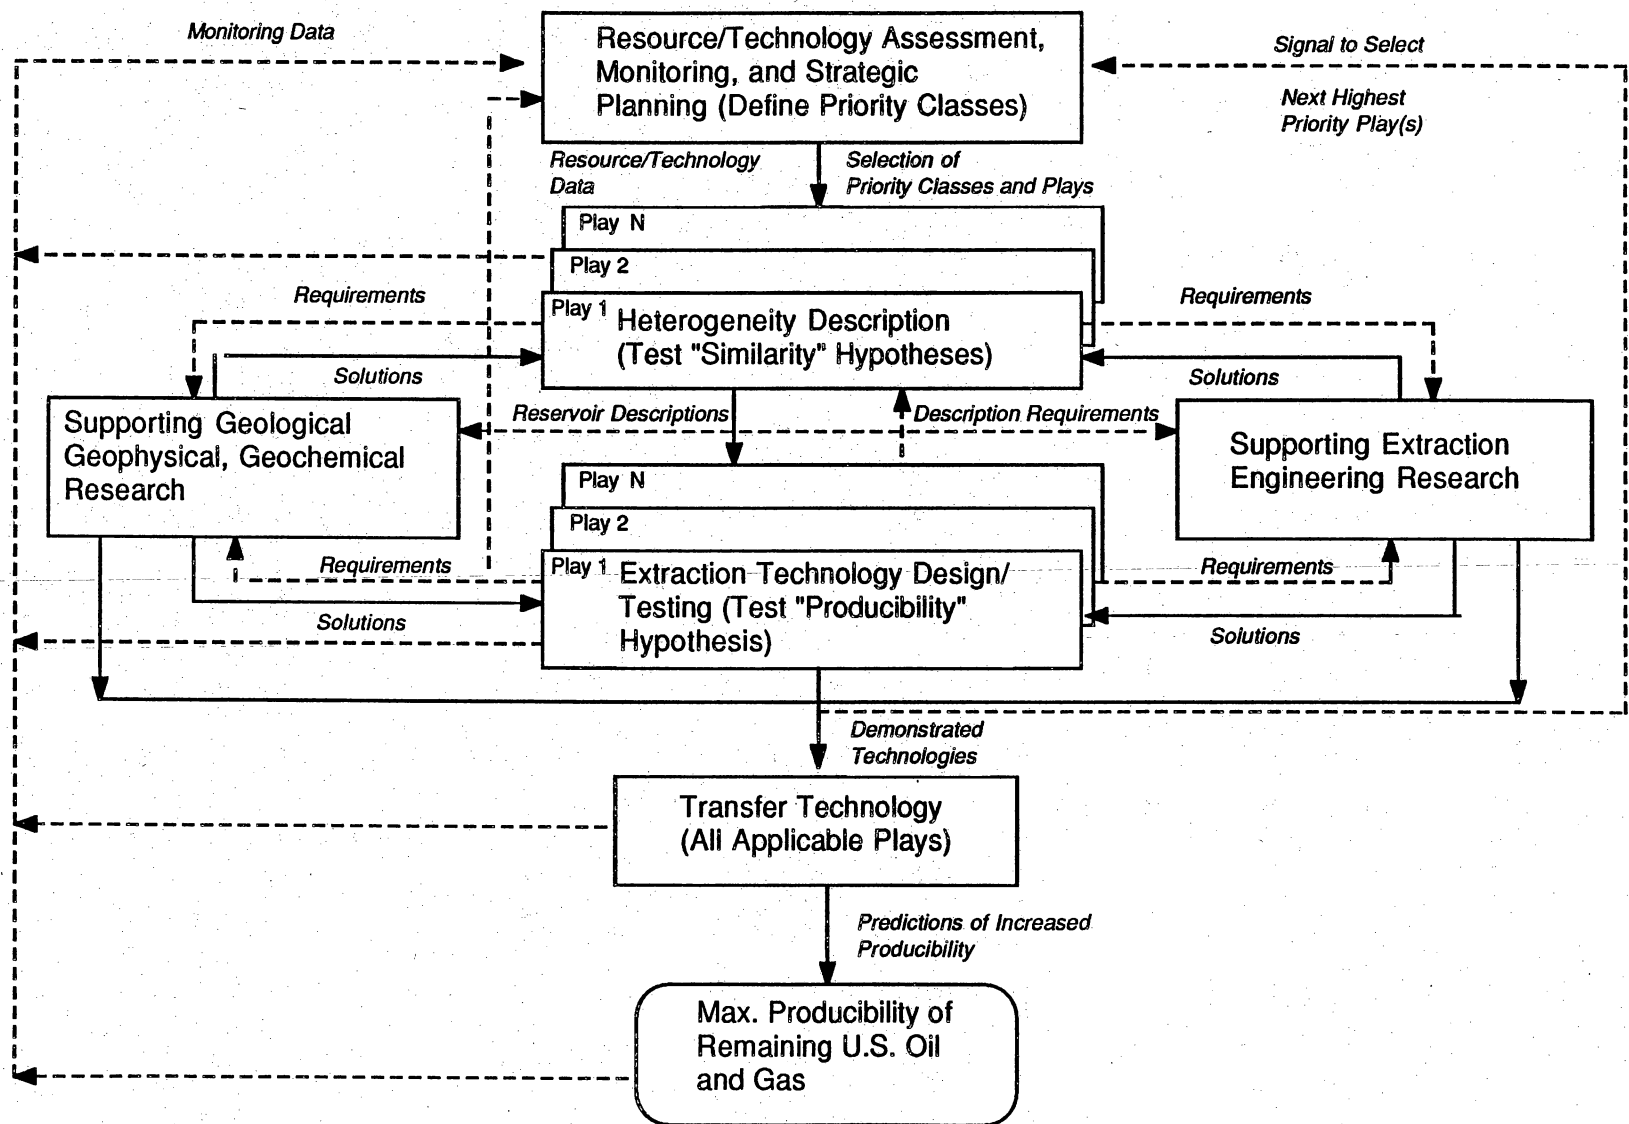 Monitoring Data
Resource/Technology Assessment,
Monitoring, and Strategic
Planning (Define Priority Classes)
Signal to Select
Next Highest
Priority Play(s)
Resource/Technology
Data
Selection of
Priority Classes and Plays
Play N
Play 2
Play 1
Heterogeneity Description
(Test "Similarity" Hypotheses)
Requirements
Requirements
Solutions
Solutions
Supporting Geological
Geophysical, Geochemical
Research
Reservoir Descriptions
Description Requirements
Supporting Extraction
Engineering Research
Play N
Play 2
Play 1
Extraction Technology Design/
Testing (Test "Producibility"
Hypothesis)
Requirements
Requirements
Solutions
Solutions
Demonstrated
Technologies
Transfer Technology
(All Applicable Plays)
Predictions of Increased
Producibility
Max. Producibility of
Remaining U.S. Oil
and Gas